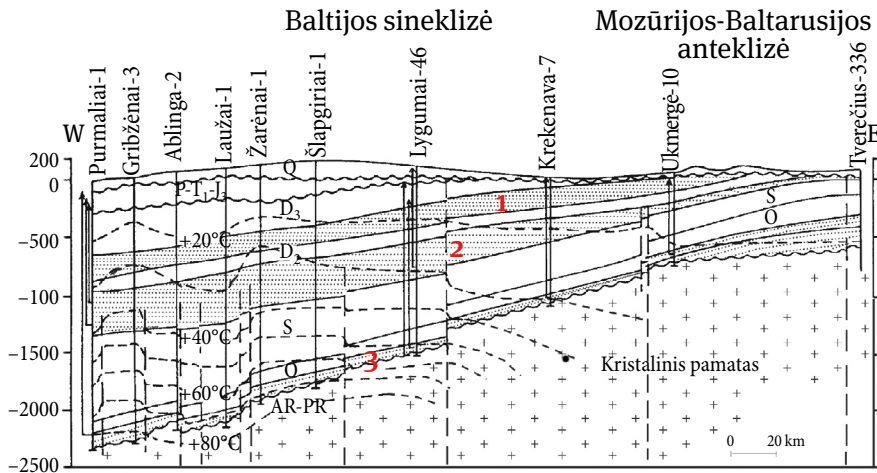 Baltijos sineklizė
Mozūrijos-Baltarusijos
anteklizė
Purmaliai-1
Gribžėnai-3
Ablinga-2
Laužai-1
Žarėnai-1
Šlapgiriai-1
Lygumai-46
Krekenava-7
Ukmergė-10
Tverečius-336
W
E
200
0
–500
–100
–1500
–2000
–2500
Q
P-T₁-J₃
D₃
1
+20°C
D₂
2
S
O
+40°C
S
3
O
+60°C
AR-PR
+80°C
Kristalinis pamatas
0 20 km